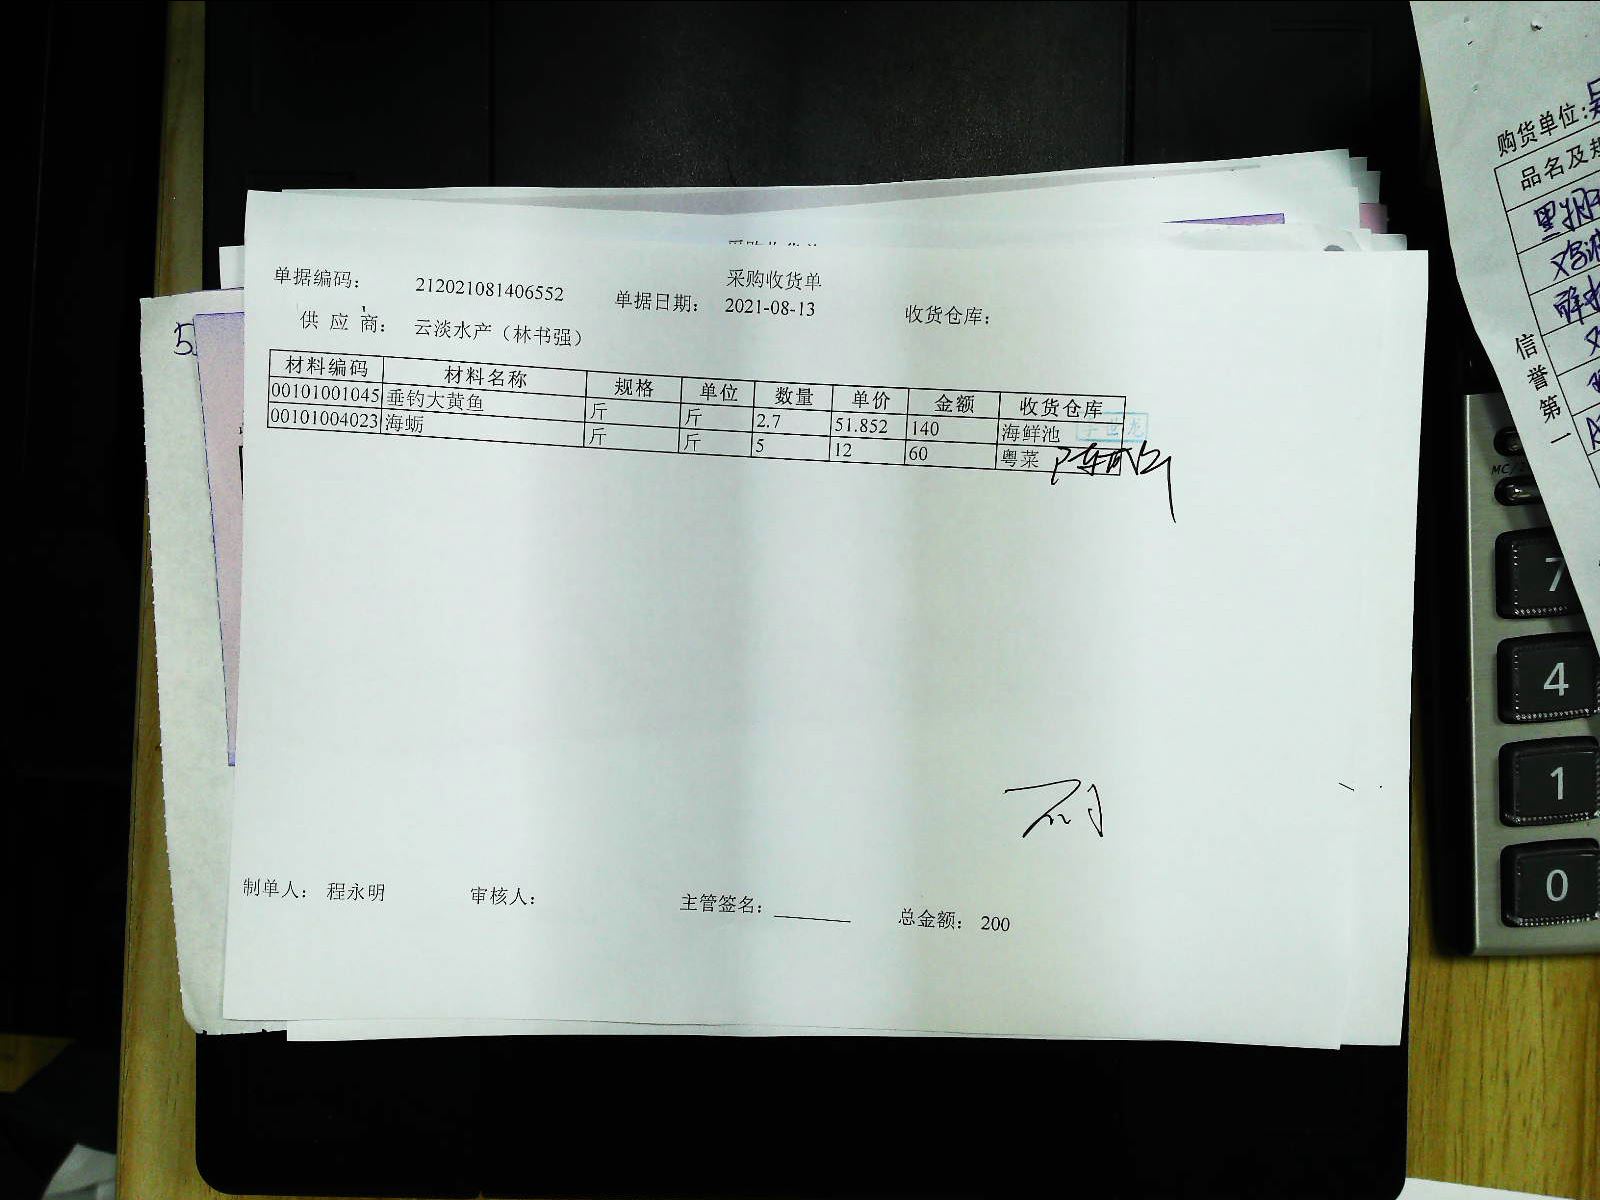 采购收货单
单据编码： 212021081406552 单据日期： 2021-08-13 收货仓库：
供 应 商： 云淡水产（林书强）
材料编码 材料名称 规格 单位 数量 单价 金额 收货仓库
00101001045 垂钓大黄鱼 斤 斤 2.7 51.852 140 海鲜池
00101004023 海蛎 斤 斤 5 12 60 粤菜
制单人： 程永明 审核人： 主管签名： 总金额： 200
购货单位：
品名及规
信誉第一
5
MC/
7
4
1
0